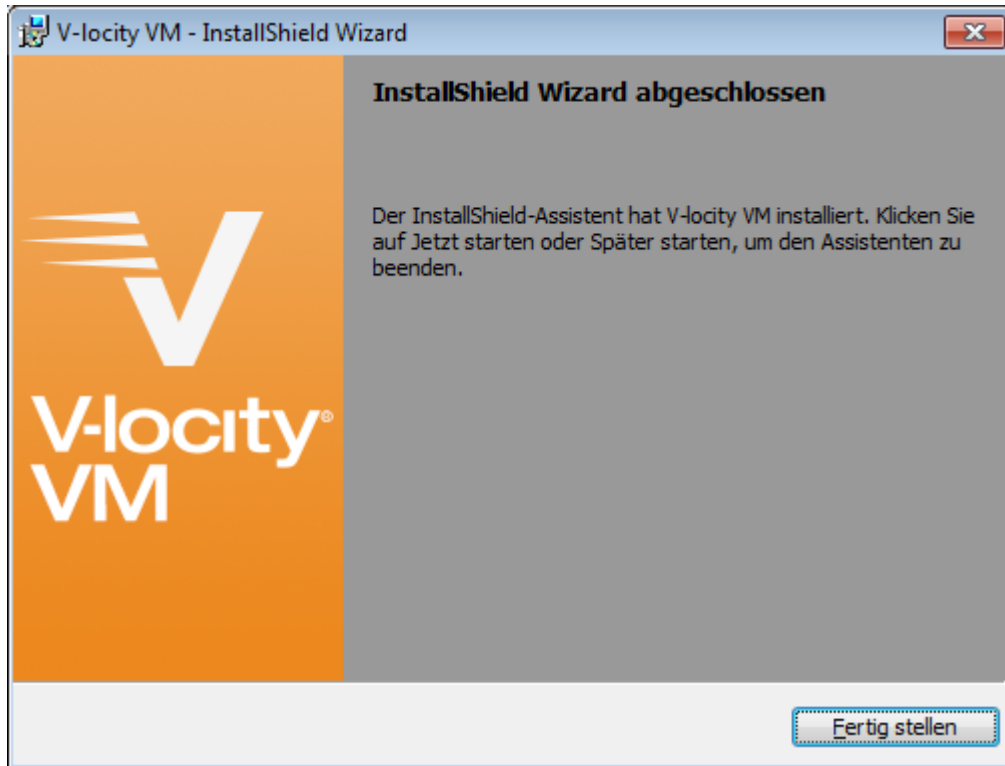 V-locity VM - InstallShield Wizard
InstallShield Wizard abgeschlossen
Der InstallShield-Assistent hat V-locity VM installiert. Klicken Sie
auf Jetzt starten oder Später starten, um den Assistenten zu
beenden.
V-locity®
VM
Fertig stellen